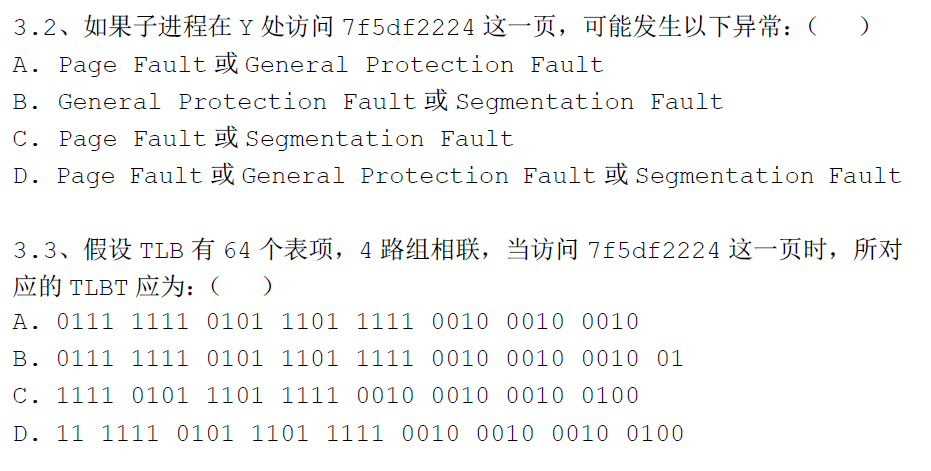 3.2、如果子进程在 Y 处访问 7f5df2224 这一页，可能发生以下异常：（    ）
A. Page Fault 或 General Protection Fault
B. General Protection Fault 或 Segmentation Fault
C. Page Fault 或 Segmentation Fault
D. Page Fault 或 General Protection Fault 或 Segmentation Fault
3.3、假设 TLB 有 64 个表项，4 路组相联，当访问 7f5df2224 这一页时，所对
应的 TLBT 应为：（    ）
A. 0111 1111 0101 1101 1111 0010 0010 0010
B. 0111 1111 0101 1101 1111 0010 0010 0010 01
C. 1111 0101 1101 1111 0010 0010 0010 0100
D. 11 1111 0101 1101 1111 0010 0010 0010 0100